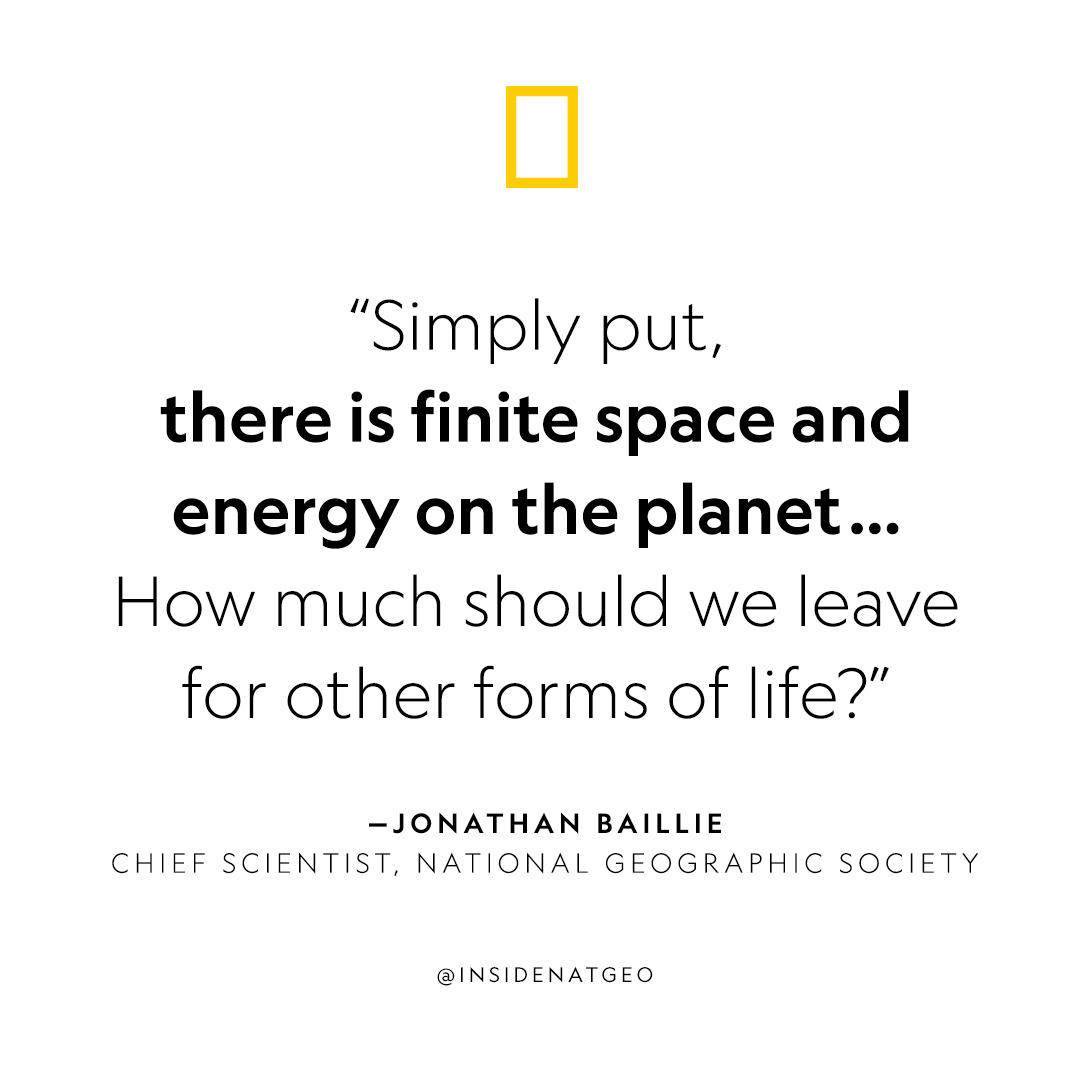 “Simply put,
there is finite space and
energy on the planet...
How much should we leave
for other forms of life?”
—JONATHAN BAILLIE
CHIEF SCIENTIST, NATIONAL GEOGRAPHIC SOCIETY
@INSIDENATGEO